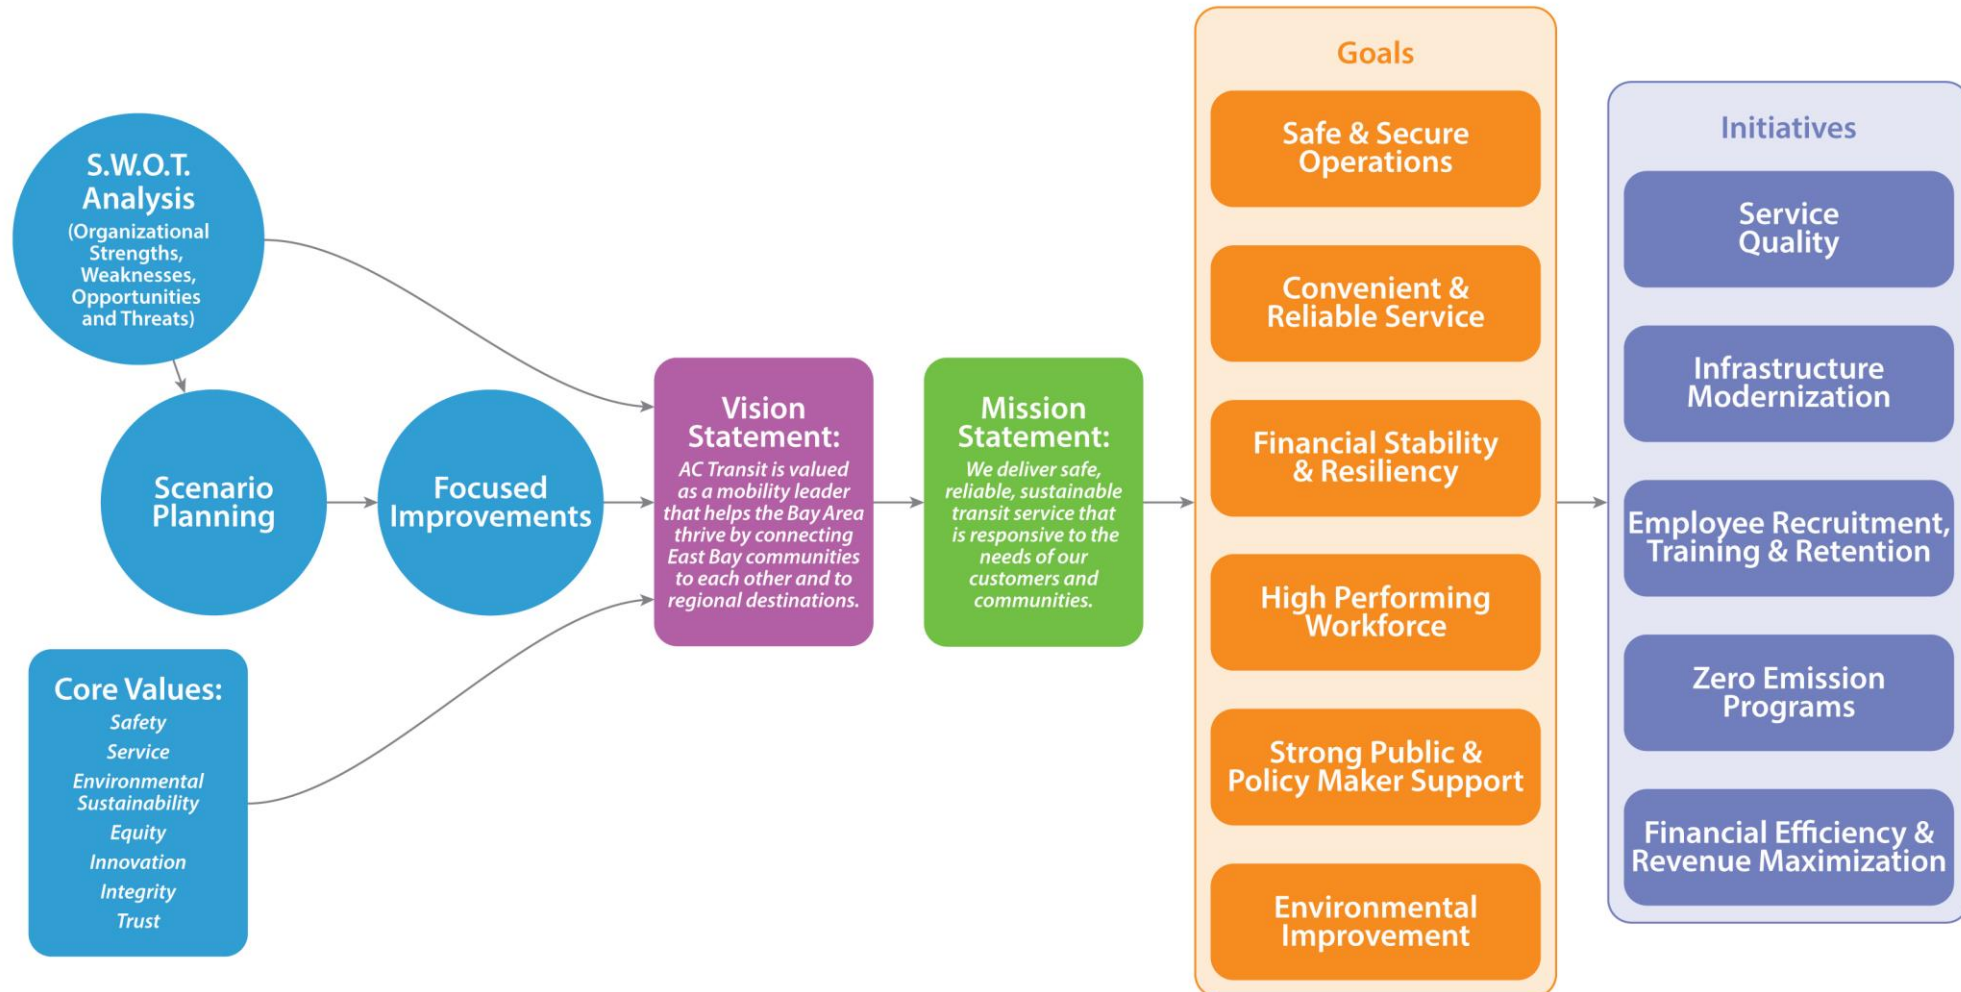 S.W.O.T.
Analysis
(Organizational
Strengths,
Weaknesses,
Opportunities
and Threats)
Scenario
Planning
Focused
Improvements
Core Values:
Safety
Service
Environmental
Sustainability
Equity
Innovation
Integrity
Trust
Vision
Statement:
AC Transit is valued
as a mobility leader
that helps the Bay Area
thrive by connecting
East Bay communities
to each other and to
regional destinations.
Mission
Statement:
We deliver safe,
reliable, sustainable
transit service that
is responsive to the
needs of our
customers and
communities.
Goals
Safe & Secure
Operations
Convenient &
Reliable Service
Financial Stability
& Resiliency
High Performing
Workforce
Strong Public &
Policy Maker Support
Environmental
Improvement
Initiatives
Service
Quality
Infrastructure
Modernization
Employee Recruitment,
Training & Retention
Zero Emission
Programs
Financial Efficiency &
Revenue Maximization